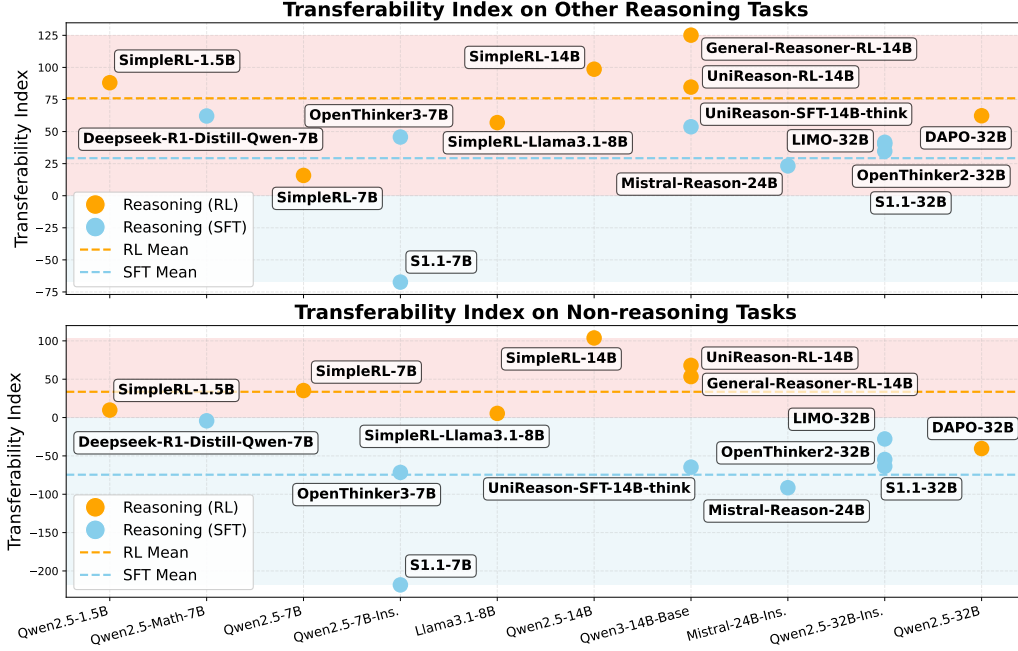 Transferability Index on Other Reasoning Tasks
Transferability Index
125
100
75
50
25
0
−25
−50
−75
SimpleRL-1.5B
Deepseek-R1-Distill-Qwen-7B
SimpleRL-7B
OpenThinker3-7B
S1.1-7B
SimpleRL-Llama3.1-8B
SimpleRL-14B
General-Reasoner-RL-14B
UniReason-RL-14B
UniReason-SFT-14B-think
Mistral-Reason-24B
LIMO-32B
OpenThinker2-32B
S1.1-32B
DAPO-32B
Reasoning (RL)
Reasoning (SFT)
RL Mean
SFT Mean
Transferability Index on Non-reasoning Tasks
Transferability Index
100
50
0
−50
−100
−150
−200
SimpleRL-1.5B
Deepseek-R1-Distill-Qwen-7B
SimpleRL-7B
OpenThinker3-7B
S1.1-7B
SimpleRL-Llama3.1-8B
SimpleRL-14B
UniReason-RL-14B
General-Reasoner-RL-14B
UniReason-SFT-14B-think
Mistral-Reason-24B
LIMO-32B
OpenThinker2-32B
S1.1-32B
DAPO-32B
Reasoning (RL)
Reasoning (SFT)
RL Mean
SFT Mean
Qwen2.5-1.5B
Qwen2.5-Math-7B
Qwen2.5-7B
Qwen2.5-7B-Ins.
Llama3.1-8B
Qwen2.5-14B
Qwen3-14B-Base
Mistral-24B-Ins.
Qwen2.5-32B-Ins.
Qwen2.5-32B